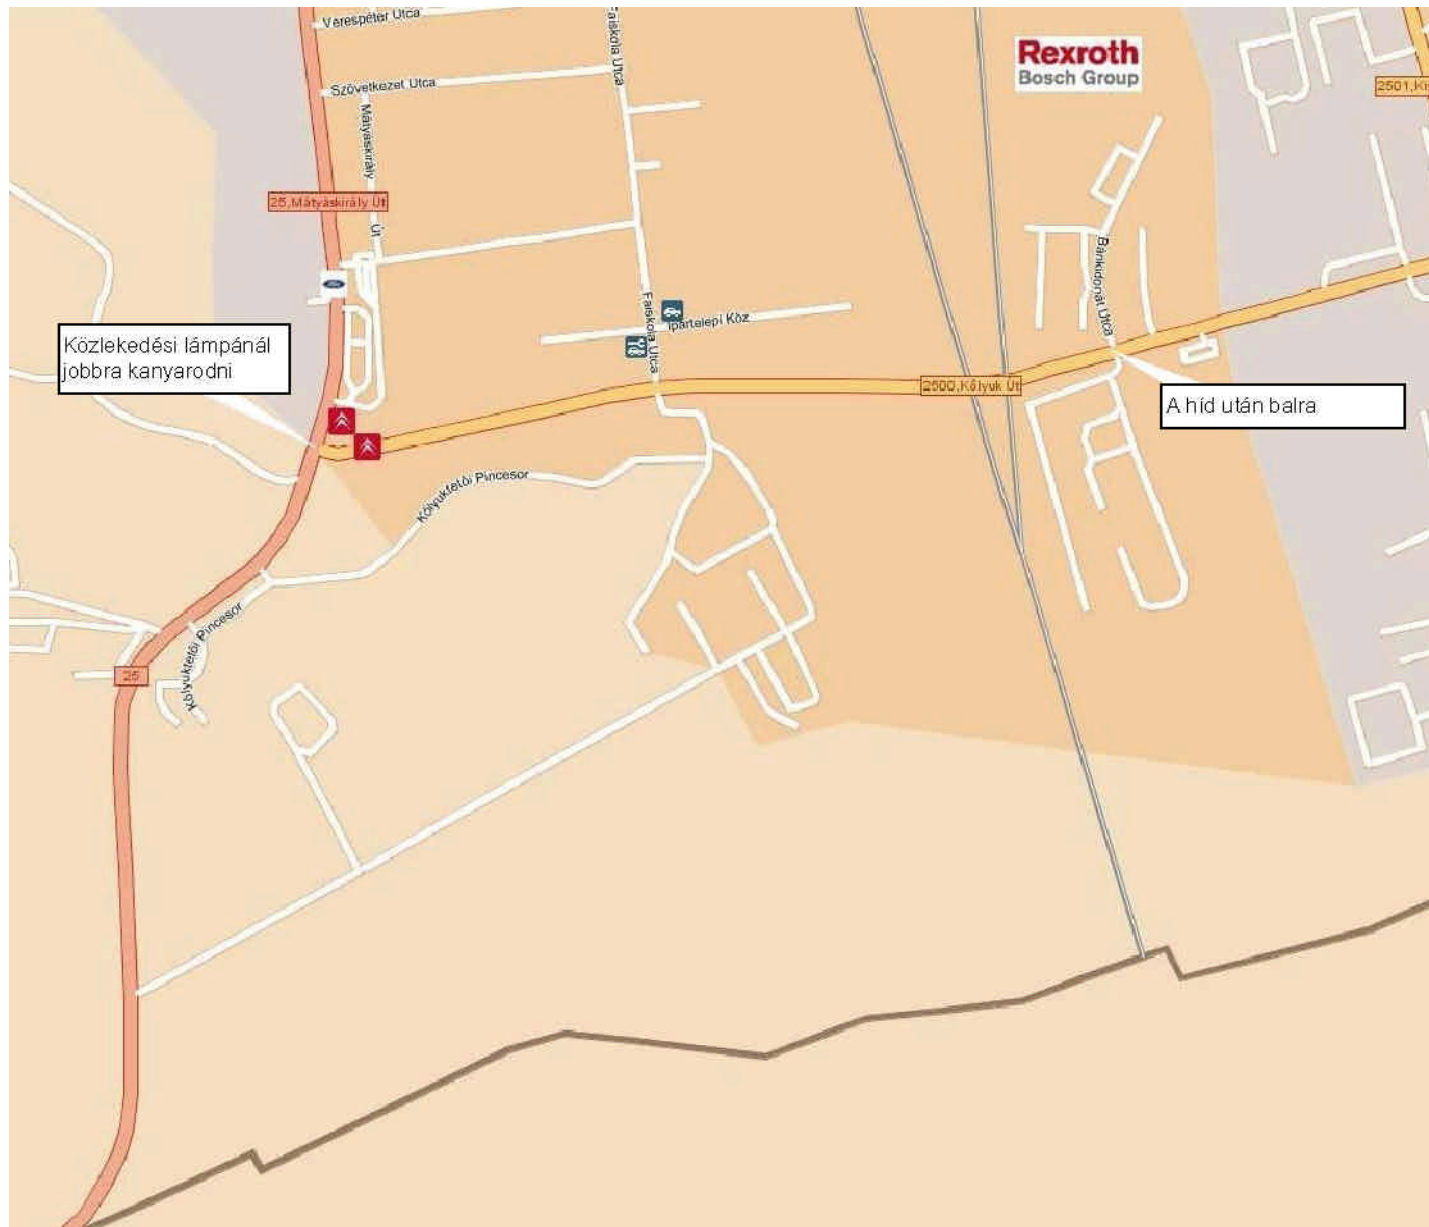 Verespéter Utca
Faiskola Utca
Rexroth
Bosch Group
Szövetkezet Utca
2501,Kis
Mátyáskirály Út
25,Mátyáskirály Út
Bánkidonát Utca
Faiskola Utca
Ipartelepi Köz
Közlekedési lámpánál
jobbra kanyarodni
2500,Kőlyuk Út
A híd után balra
Kőlyuktetői Pincesor
Kőlyuktetői Pincesor
25